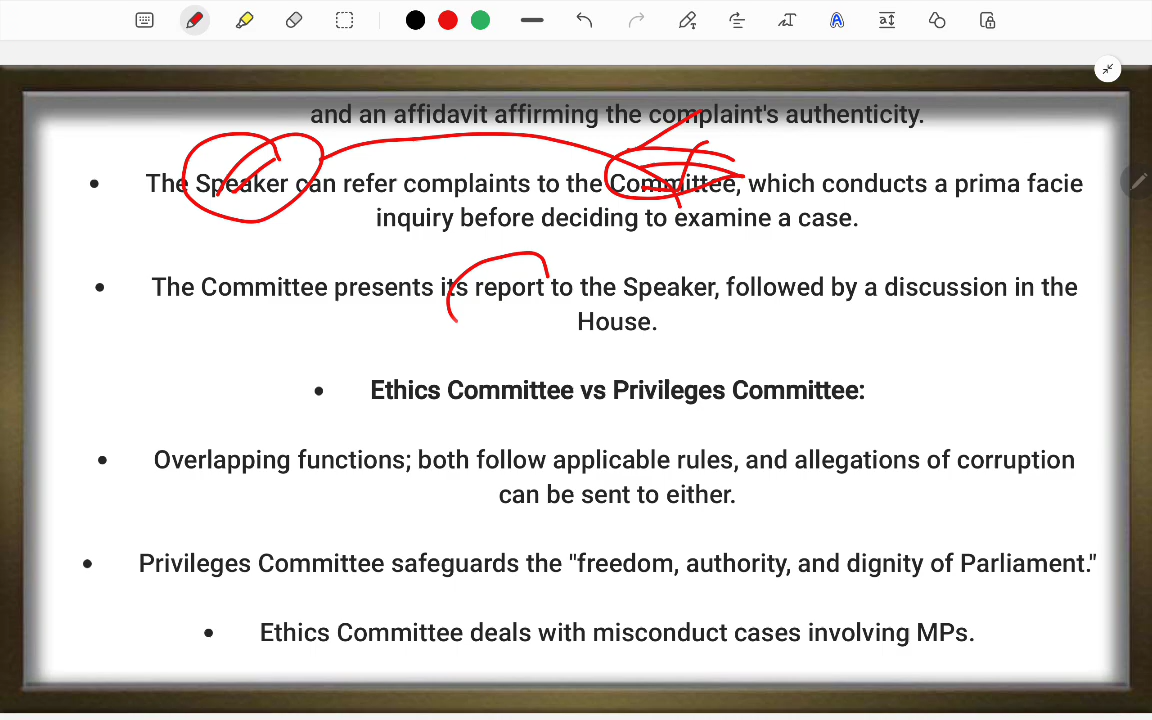 and an affidavit affirming the complaint's authenticity.
• The Speaker can refer complaints to the Committee, which conducts a prima facie
inquiry before deciding to examine a case.
• The Committee presents its report to the Speaker, followed by a discussion in the
House.
• Ethics Committee vs Privileges Committee:
• Overlapping functions; both follow applicable rules, and allegations of corruption
can be sent to either.
• Privileges Committee safeguards the "freedom, authority, and dignity of Parliament."
• Ethics Committee deals with misconduct cases involving MPs.